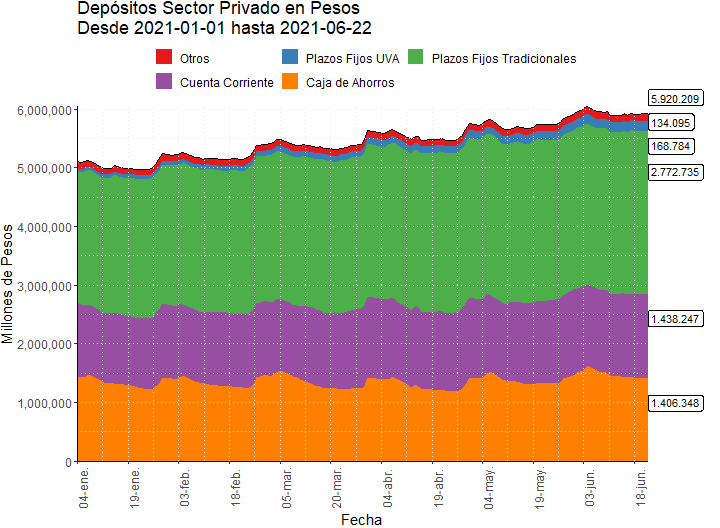 Depósitos Sector Privado en Pesos
Desde 2021-01-01 hasta 2021-06-22
Otros
Plazos Fijos UVA
Plazos Fijos Tradicionales
Cuenta Corriente
Caja de Ahorros
Millones de Pesos
6,000,000
5,000,000
4,000,000
3,000,000
2,000,000
1,000,000
0
5.920.209
134.095
168.784
2.772.735
1.438.247
1.406.348
04-ene.
19-ene.
03-feb.
18-feb.
05-mar.
20-mar.
04-abr.
19-abr.
04-may.
19-may.
03-jun.
18-jun.
Fecha